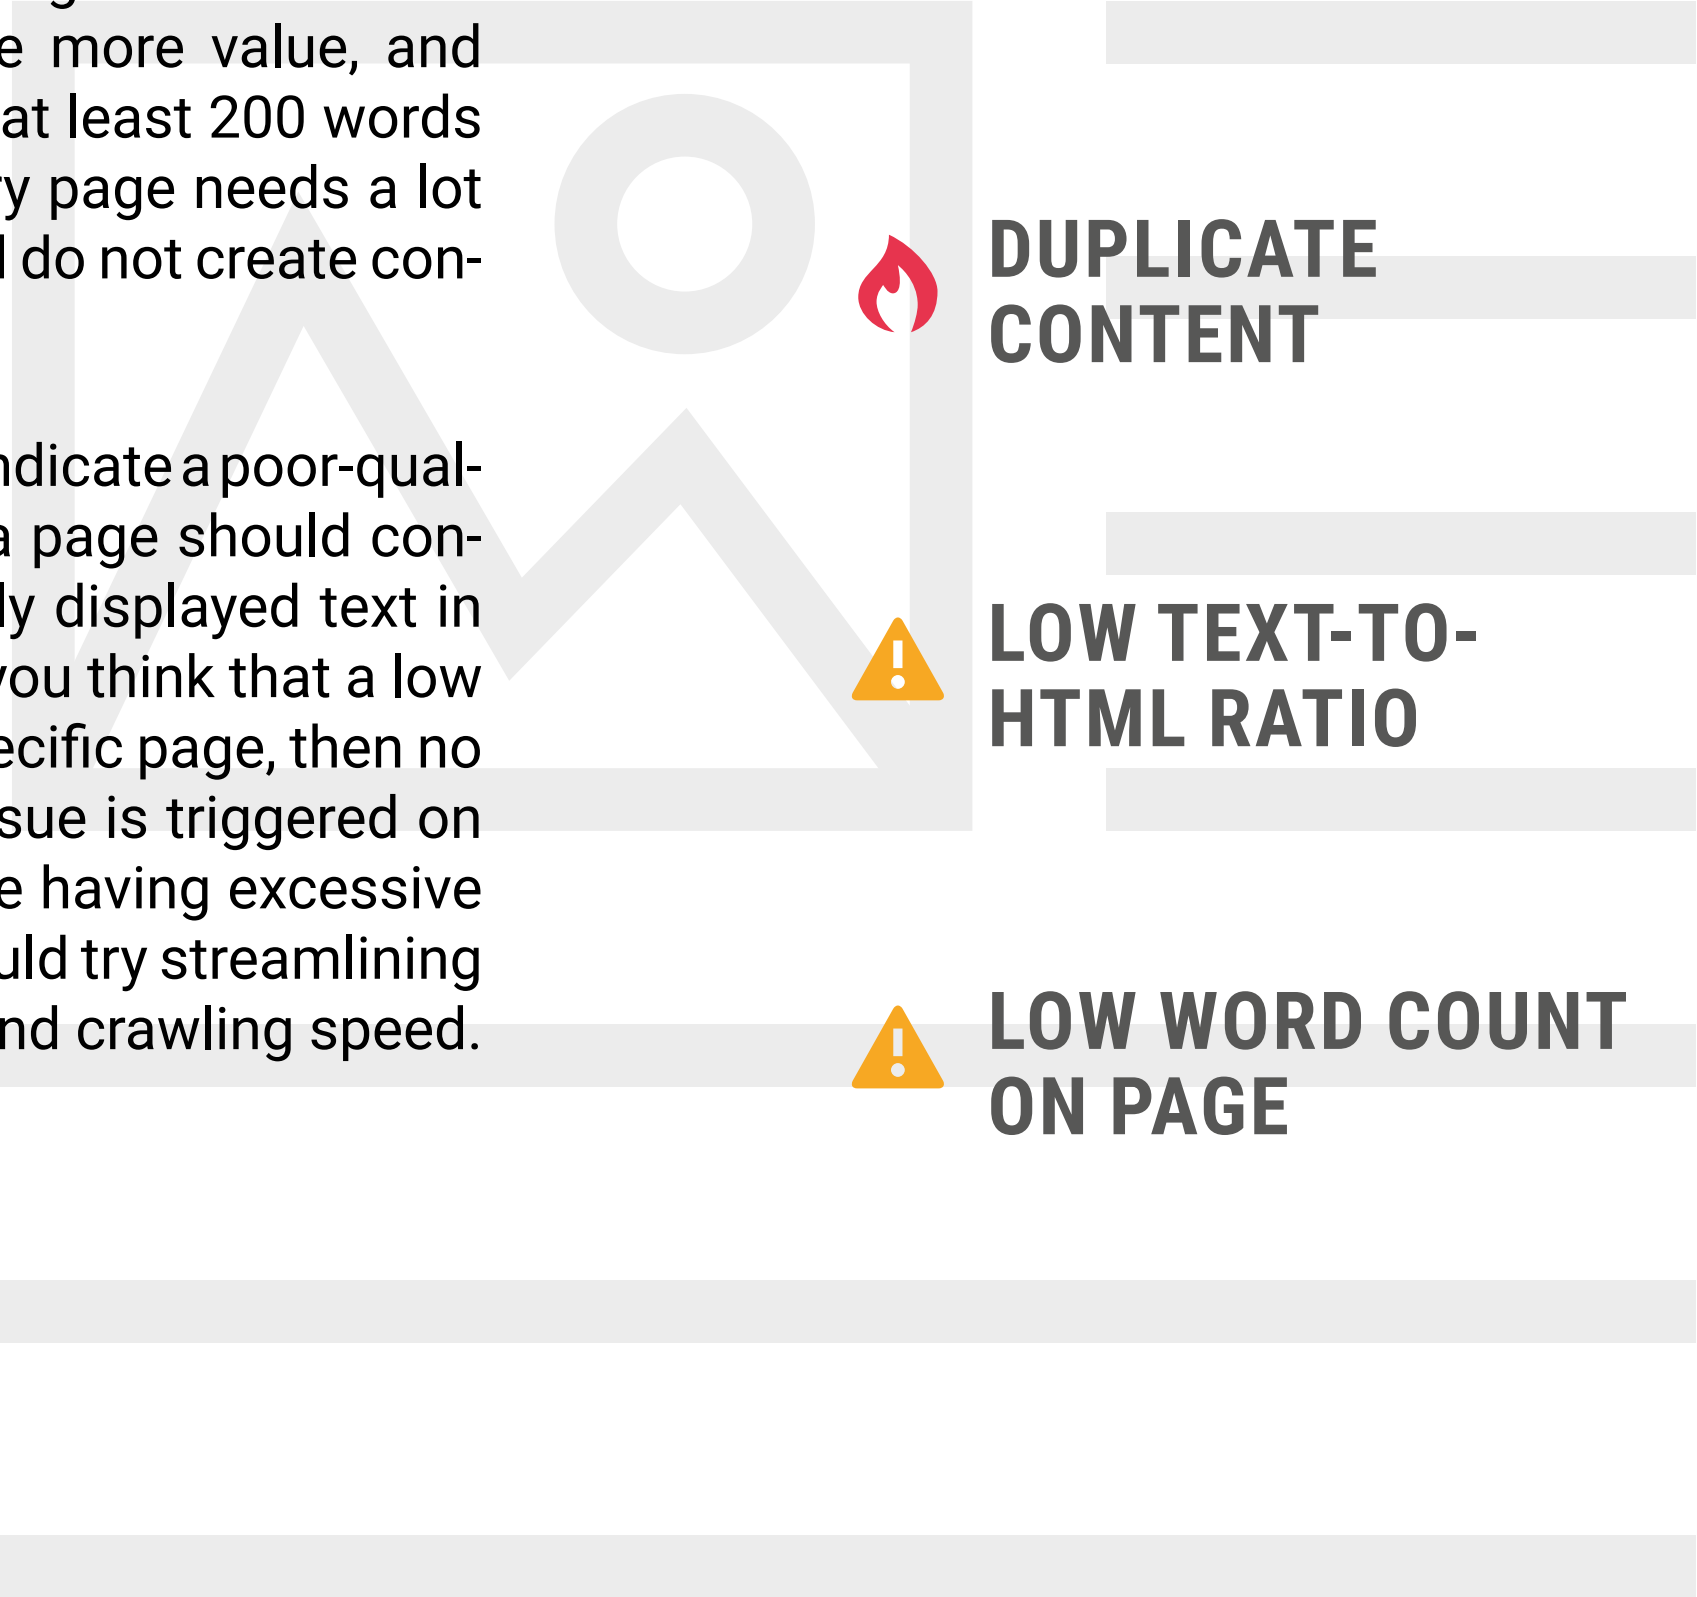 e more value, and
at least 200 words
ry page needs a lot
do not create con-
ndicate a poor-qual-
a page should con-
ly displayed text in
you think that a low
ecific page, then no
sue is triggered on
e having excessive
uld try streamlining
nd crawling speed.
DUPLICATE
CONTENT
LOW TEXT-TO-
HTML RATIO
LOW WORD COUNT
ON PAGE